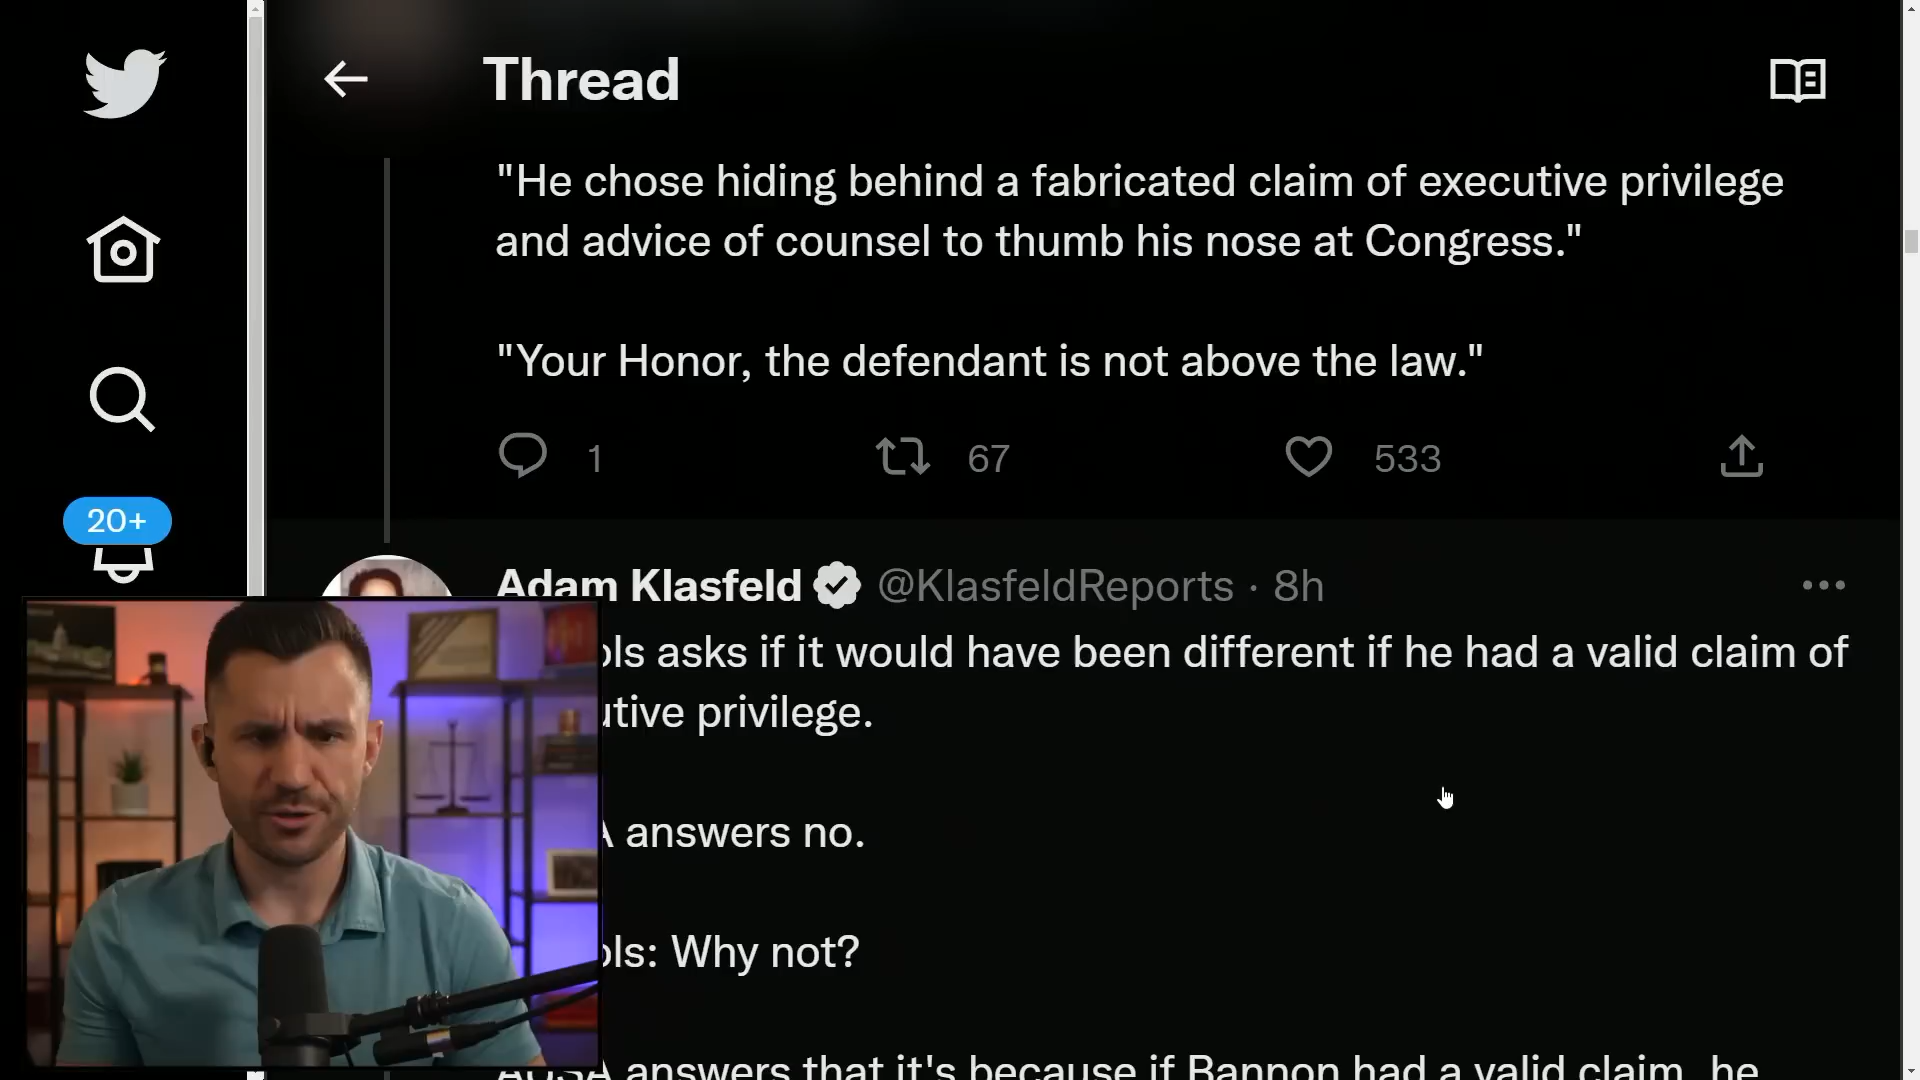 Thread
"He chose hiding behind a fabricated claim of executive privilege
and advice of counsel to thumb his nose at Congress."
"Your Honor, the defendant is not above the law."
1 67 533
20+
Adam Klasfeld @KlasfeldReports · 8h
asks if it would have been different if he had a valid claim of
privilege.
answers no.
Why not?
answers that it's because if Bannon had a valid claim, he